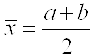 x̅ = (a + b) / 2